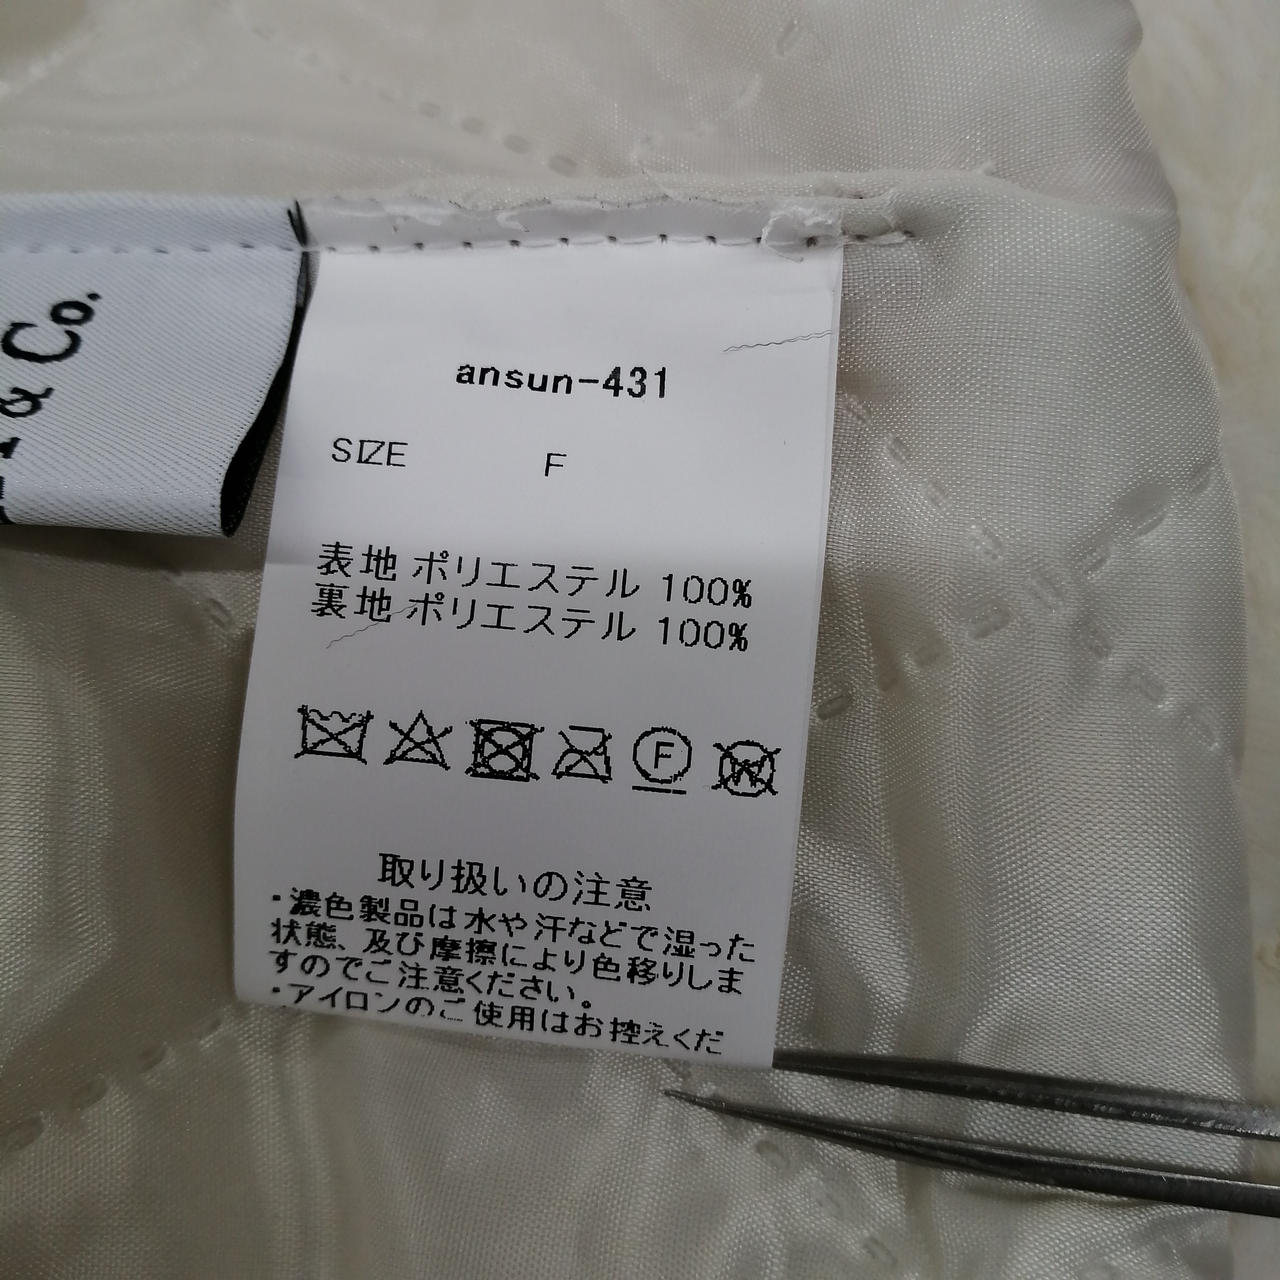 & Co.
ansun-431
SIZE F
表地 ポリエステル 100%
裏地 ポリエステル 100%
F
W
取り扱いの注意
・濃色製品は水や汗などで湿った
状態、及び摩擦により色移りしま
すのでご注意ください。
・アイロンのご使用はお控えくだ